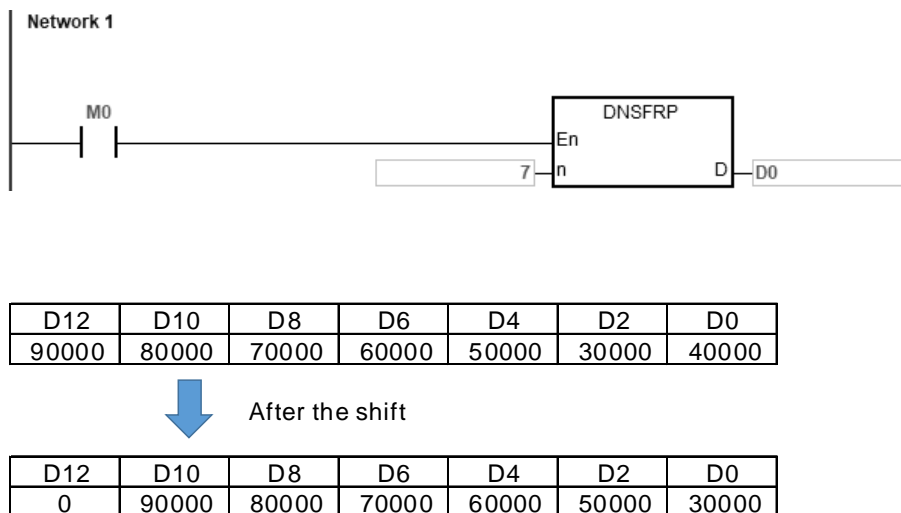 Network 1
M0
DNSFRP
En
7 n D D0
D12 D10 D8 D6 D4 D2 D0
90000 80000 70000 60000 50000 30000 40000
After the shift
D12 D10 D8 D6 D4 D2 D0
0 90000 80000 70000 60000 50000 30000